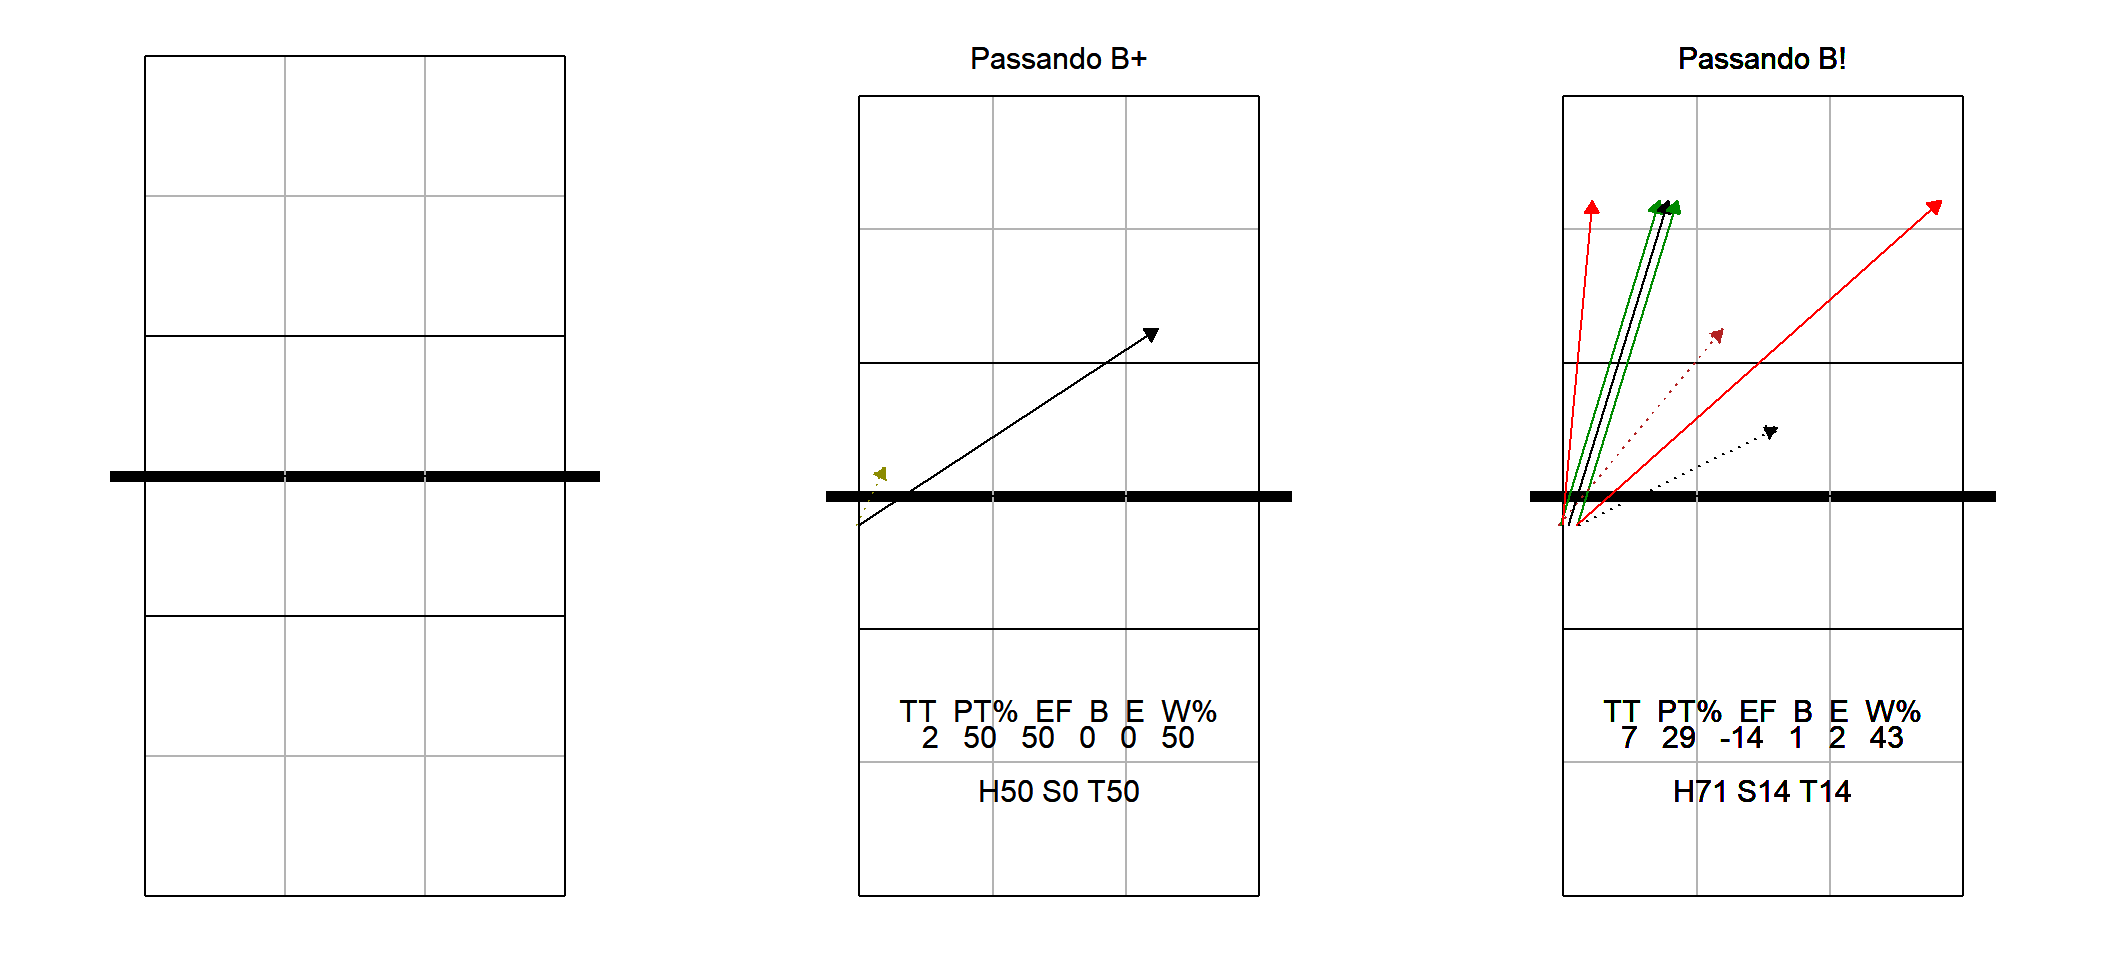 Passando B+
TT PT% EF B E W%
2 50 50 0 0 50
H50 S0 T50
Passando B!
TT PT% EF B E W%
7 29 -14 1 2 43
H71 S14 T14